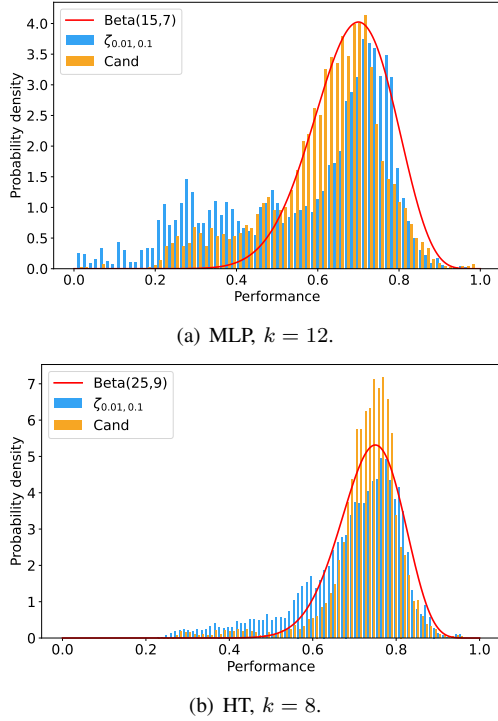 Beta(15,7)
ζ0.01, 0.1
Cand
Probability density
4.0
3.5
3.0
2.5
2.0
1.5
1.0
0.5
0.0
0.0 0.2 0.4 0.6 0.8 1.0
Performance
(a) MLP, k = 12.
Beta(25,9)
ζ0.01, 0.1
Cand
Probability density
7
6
5
4
3
2
1
0
0.0 0.2 0.4 0.6 0.8 1.0
Performance
(b) HT, k = 8.